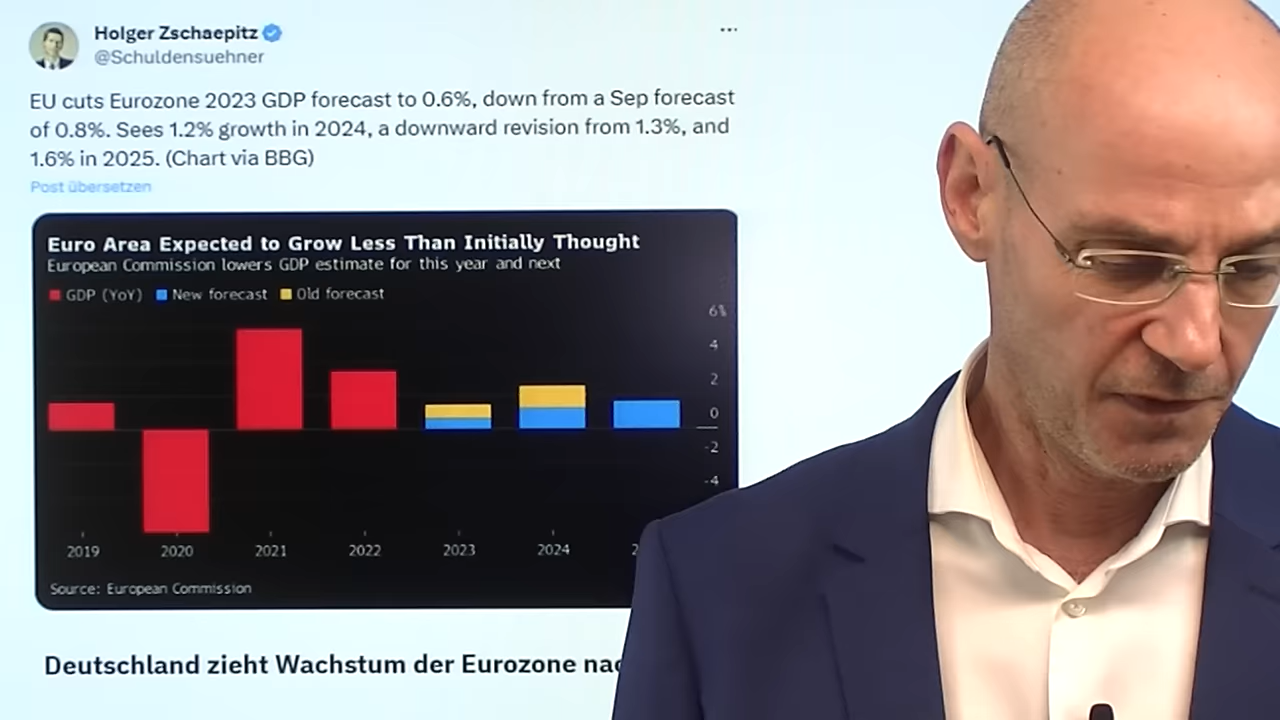 Holger Zschaepitz
@Schuldensuehner
EU cuts Eurozone 2023 GDP forecast to 0.6%, down from a Sep forecast
of 0.8%. Sees 1.2% growth in 2024, a downward revision from 1.3%, and
1.6% in 2025. (Chart via BBG)
Post übersetzen
Euro Area Expected to Grow Less Than Initially Thought
European Commission lowers GDP estimate for this year and next
GDP (YoY) New forecast Old forecast
6%
4
2
0
-2
-4
2019 2020 2021 2022 2023 2024
Source: European Commission
Deutschland zieht Wachstum der Eurozone